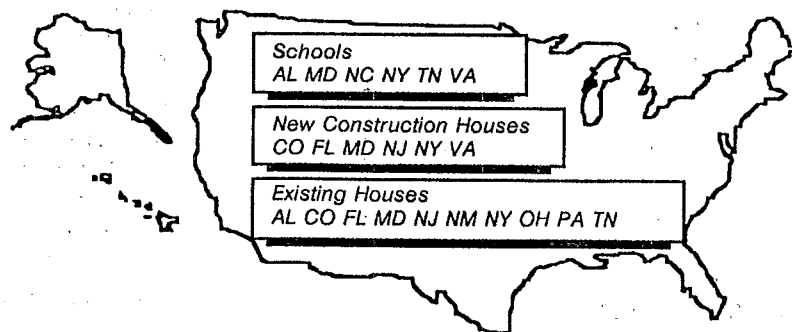 Schools
AL MD NC NY TN VA
New Construction Houses
CO FL MD NJ NY VA
Existing Houses
AL CO FL MD NJ NM NY OH PA TN